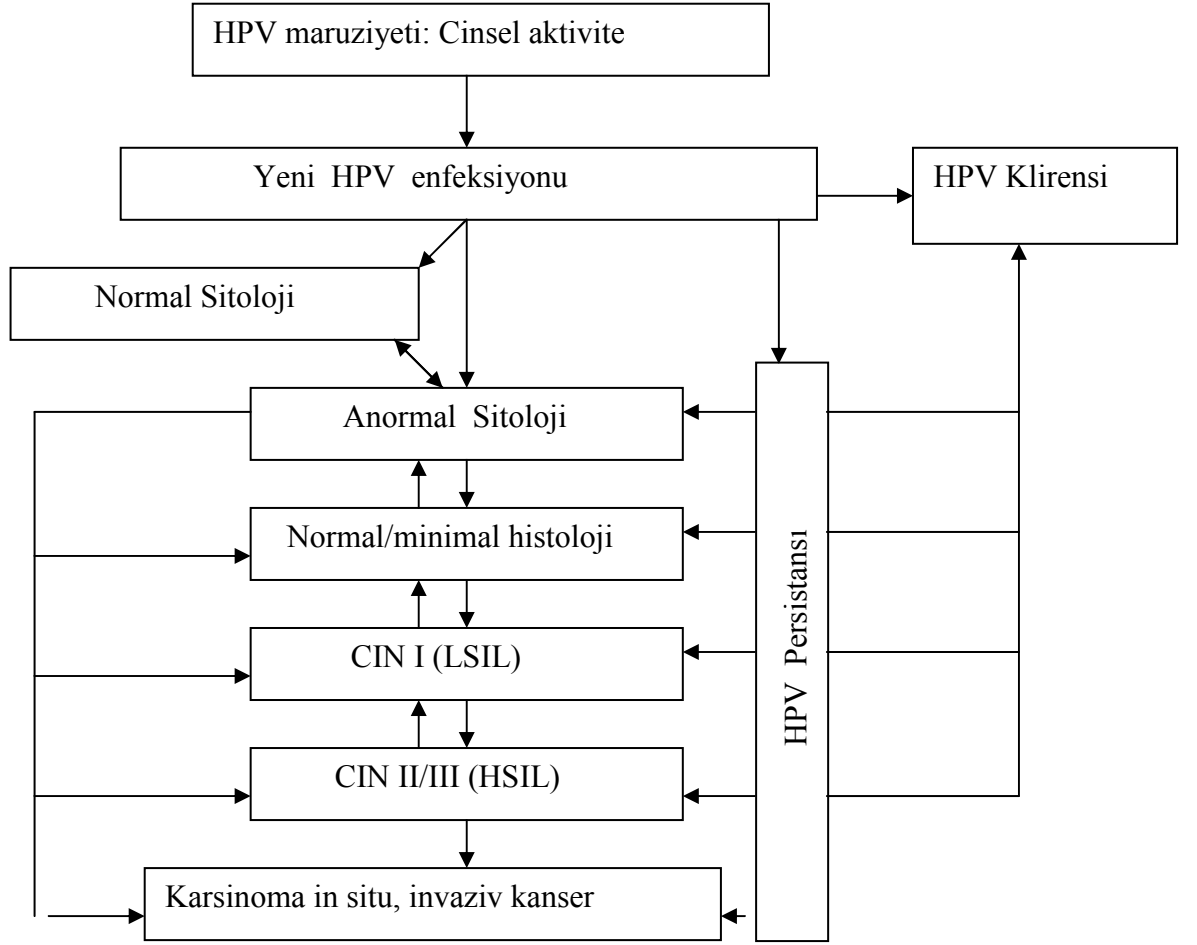 HPV maruziyeti: Cinsel aktivite
Yeni HPV enfeksiyonu
HPV Klirensi
Normal Sitoloji
Anormal Sitoloji
Normal/minimal histoloji
CIN I (LSIL)
CIN II/III (HSIL)
Karsinoma in situ, invaziv kanser
HPV Persistansı